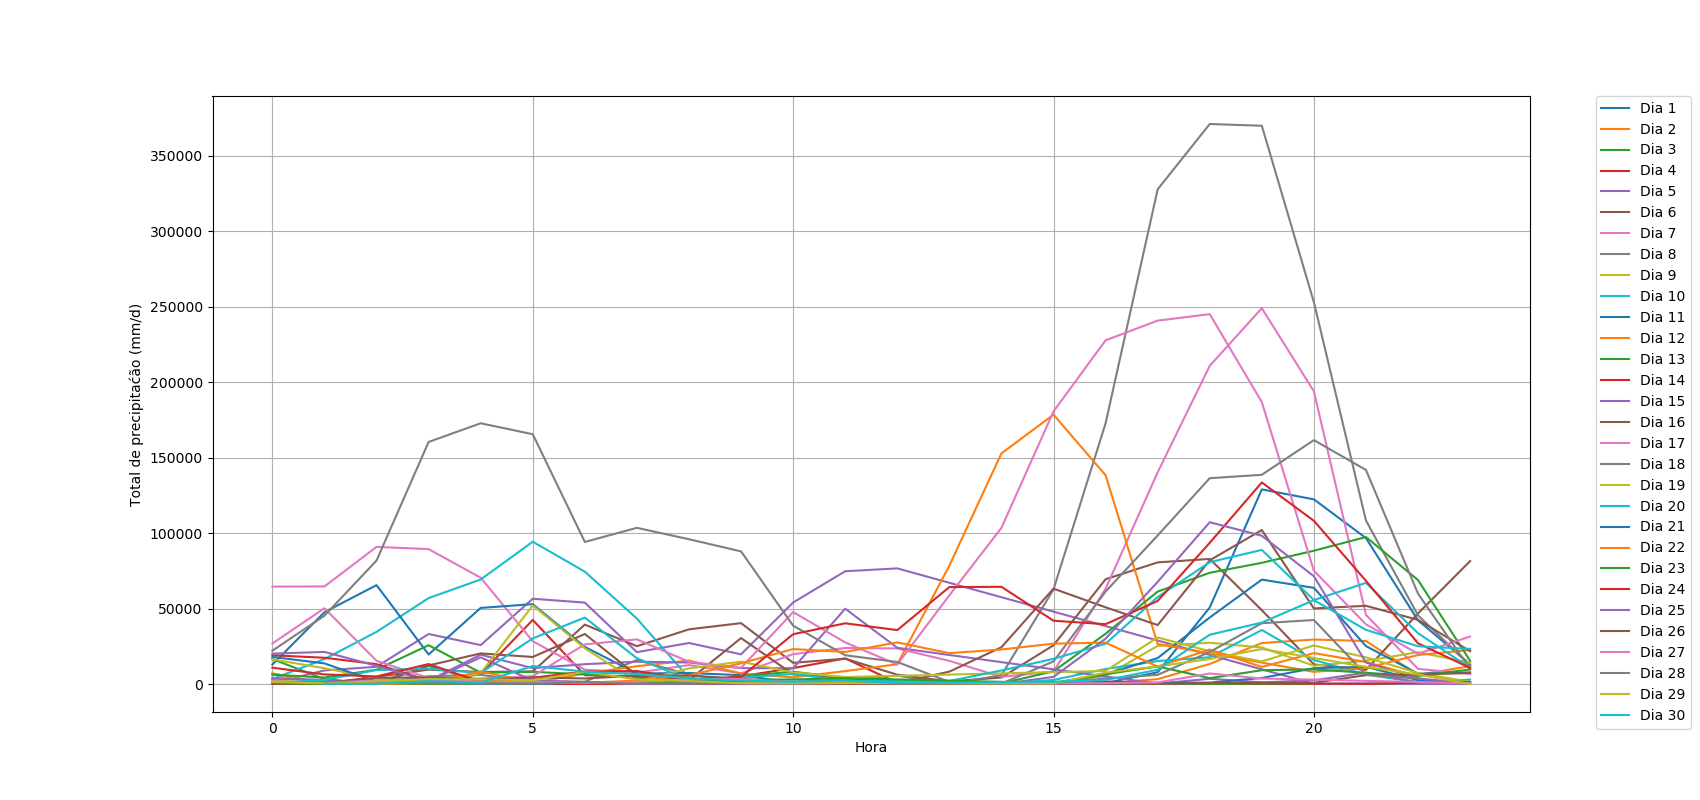 350000
300000
250000
200000
150000
100000
50000
0
Total de precipitaćão (mm/d)
0 5 10 15 20
Hora
Dia 1
Dia 2
Dia 3
Dia 4
Dia 5
Dia 6
Dia 7
Dia 8
Dia 9
Dia 10
Dia 11
Dia 12
Dia 13
Dia 14
Dia 15
Dia 16
Dia 17
Dia 18
Dia 19
Dia 20
Dia 21
Dia 22
Dia 23
Dia 24
Dia 25
Dia 26
Dia 27
Dia 28
Dia 29
Dia 30